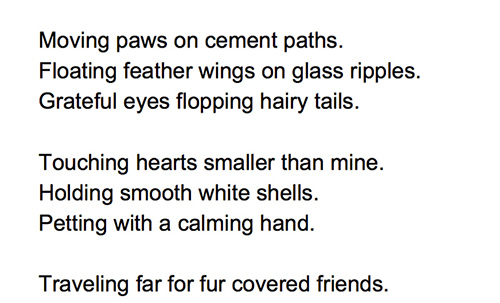 Moving paws on cement paths.
Floating feather wings on glass ripples.
Grateful eyes flopping hairy tails.
Touching hearts smaller than mine.
Holding smooth white shells.
Petting with a calming hand.
Traveling far for fur covered friends.